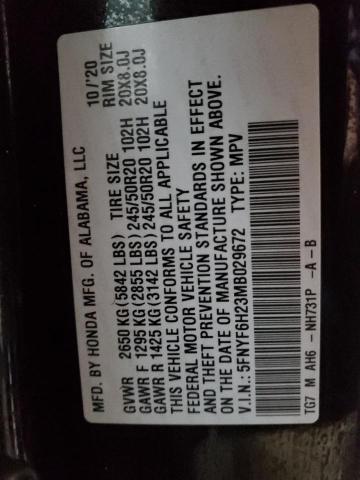 MFD. BY HONDA MFG. OF ALABAMA, LLC 10/'20
GVWR 2650 KG (5842 LBS) TIRE SIZE RIM SIZE
GAWR F 1295 KG (2855 LBS) 245/50R20 102H 20X8.0J
GAWR R 1425 KG (3142 LBS) 245/50R20 102H 20X8.0J
THIS VEHICLE CONFORMS TO ALL APPLICABLE
FEDERAL MOTOR VEHICLE SAFETY
AND THEFT PREVENTION STANDARDS IN EFFECT
ON THE DATE OF MANUFACTURE SHOWN ABOVE.
V.I.N.: 5FNYF6H23MB029672 TYPE: MPV
TG7 M AH6 -NH731P -A-B